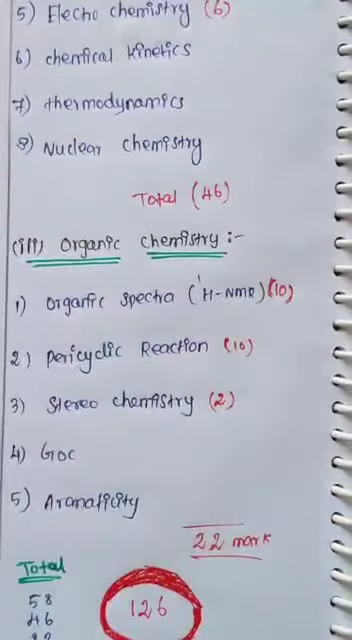 5) Electro chemistry (6)
6) chemical kinetics
7) thermodynamics
8) Nuclear chemistry
Total (46)
(iii) Organic chemistry :-
1) Organic spectra (¹H-NMR) (10)
2) pericyclic Reaction (10)
3) Stereo chemistry (2)
4) GOC
5) Aromaticity
22 mark
Total
58
46
22
126